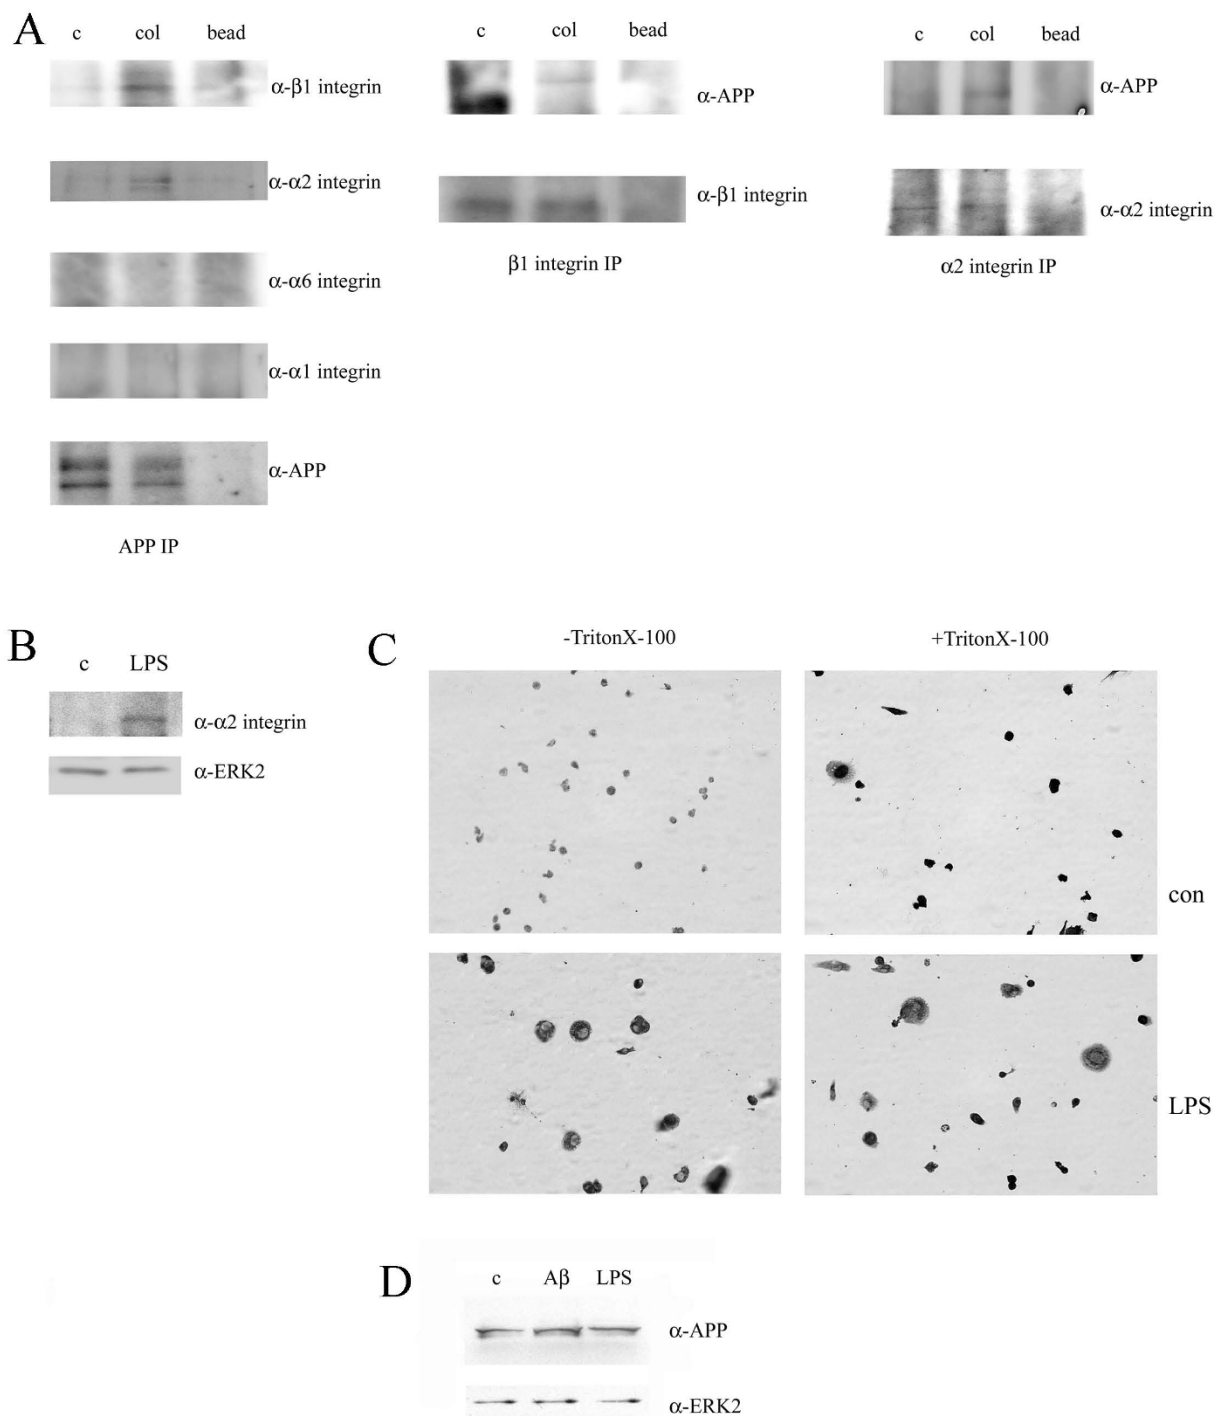 A
c col bead
α-β1 integrin
α-α2 integrin
α-α6 integrin
α-α1 integrin
α-APP
APP IP
c col bead
α-APP
α-β1 integrin
β1 integrin IP
c col bead
α-APP
α-α2 integrin
α2 integrin IP
B
c LPS
α-α2 integrin
α-ERK2
C
-TritonX-100 +TritonX-100
con
LPS
D
c Aβ LPS
α-APP
α-ERK2